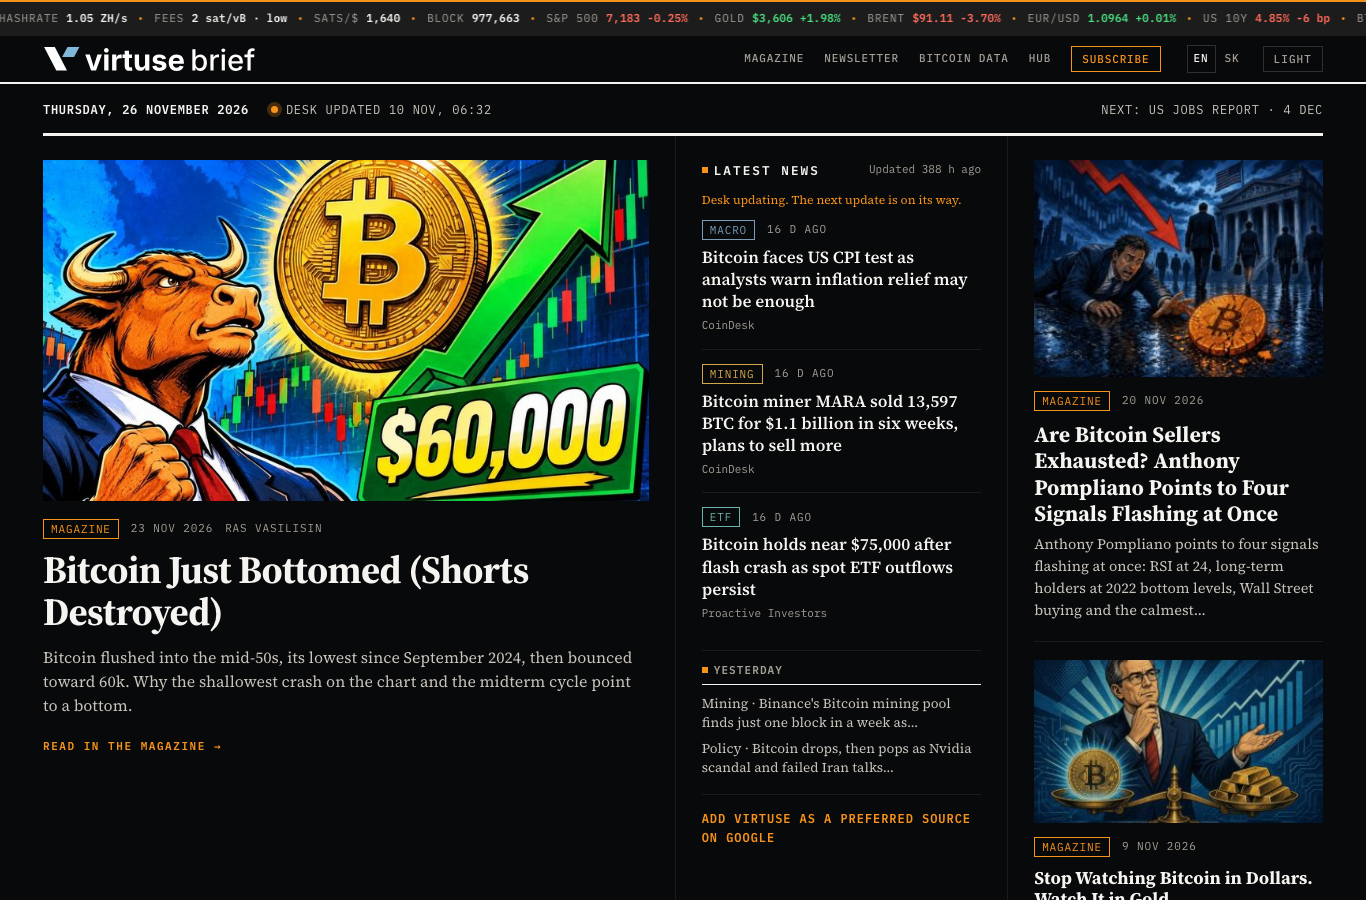 HASHRATE 1.05 ZH/s • FEES 2 sat/vB · low • SATS/$ 1,640 • BLOCK 977,663 • S&P 500 7,183 -0.25% • GOLD $3,606 +1.98% • BRENT $91.11 -3.70% • EUR/USD 1.0964 +0.01% • US 10Y 4.85% -6 bp •
virtuse brief
MAGAZINE NEWSLETTER BITCOIN DATA HUB SUBSCRIBE EN SK LIGHT
THURSDAY, 26 NOVEMBER 2026 DESK UPDATED 10 NOV, 06:32 NEXT: US JOBS REPORT · 4 DEC
$60,000
MAGAZINE 23 NOV 2026 RAS VASILISIN
Bitcoin Just Bottomed (Shorts
Destroyed)
Bitcoin flushed into the mid-50s, its lowest since September 2024, then bounced
toward 60k. Why the shallowest crash on the chart and the midterm cycle point
to a bottom.
READ IN THE MAGAZINE →
LATEST NEWS Updated 388 h ago
Desk updating. The next update is on its way.
MACRO 16 D AGO
Bitcoin faces US CPI test as
analysts warn inflation relief may
not be enough
CoinDesk
MINING 16 D AGO
Bitcoin miner MARA sold 13,597
BTC for $1.1 billion in six weeks,
plans to sell more
CoinDesk
ETF 16 D AGO
Bitcoin holds near $75,000 after
flash crash as spot ETF outflows
persist
Proactive Investors
YESTERDAY
Mining · Binance's Bitcoin mining pool
finds just one block in a week as...
Policy · Bitcoin drops, then pops as Nvidia
scandal and failed Iran talks...
ADD VIRTUSE AS A PREFERRED SOURCE
ON GOOGLE
MAGAZINE 20 NOV 2026
Are Bitcoin Sellers
Exhausted? Anthony
Pompliano Points to Four
Signals Flashing at Once
Anthony Pompliano points to four signals
flashing at once: RSI at 24, long-term
holders at 2022 bottom levels, Wall Street
buying and the calmest...
MAGAZINE 9 NOV 2026
Stop Watching Bitcoin in Dollars.
Watch It in Gold